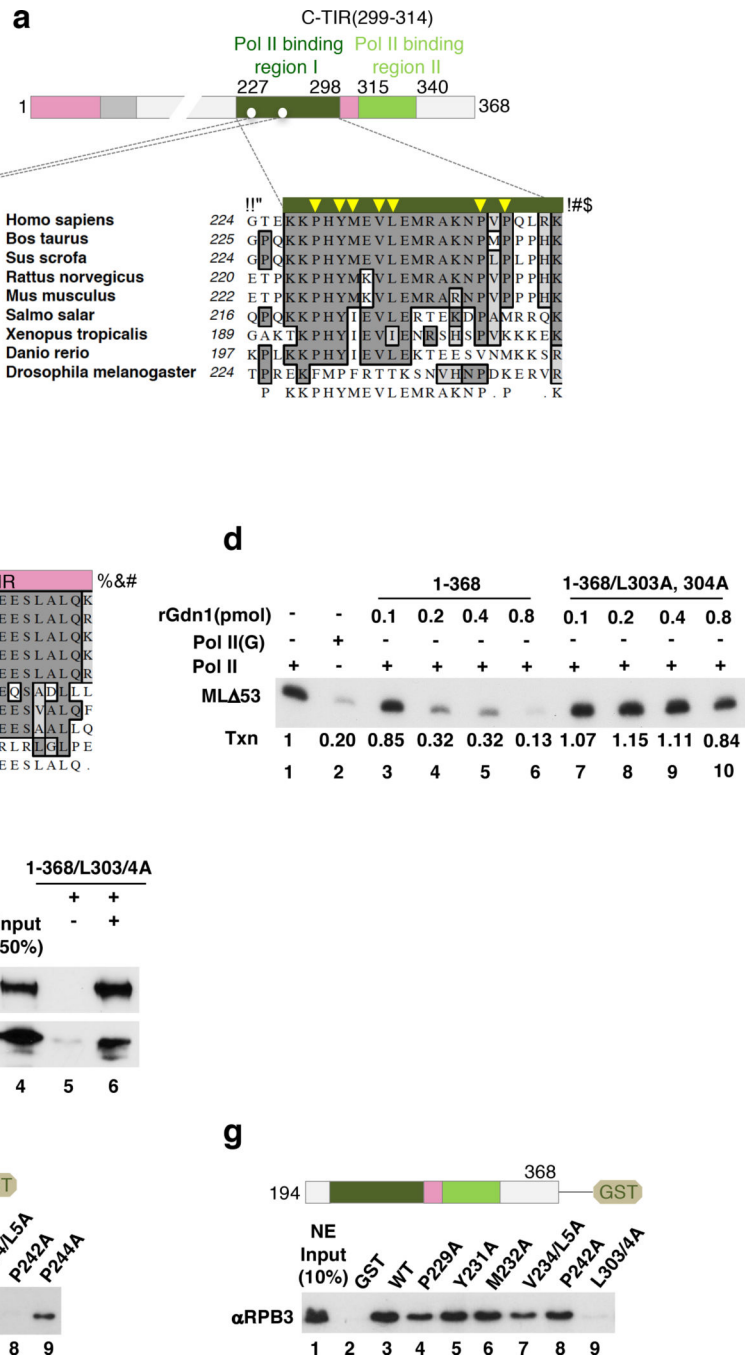 a
C-TIR(299-314)
Pol II binding region I
Pol II binding region II
227 298 315 340
1 368
!!" !#$
Homo sapiens 224 G T E K K P H Y M E V L E M R A K N P V P Q L R K
Bos taurus 225 G P Q K K P H Y M E V L E M R A K N P M P P P H K
Sus scrofa 224 G P Q K K P H Y M E V L E M R A K N P L P L P H K
Rattus norvegicus 220 E T P K K P H Y M K V L E M R A K N P V P P P H K
Mus musculus 222 E T P K K P H Y M K V L E M R A R N P V P P P H K
Salmo salar 216 Q P Q K K P H Y I E V L E R T E K D P A M R R Q K
Xenopus tropicalis 189 G A K T K P H Y I E V I E N R S H S P V K K K E K
Danio rerio 197 K P L K K P H Y I E V L E K T E E S V N M K K S R
Drosophila melanogaster 224 T P R E K F M P F R T T K S N V H N P D K E R V R
P K K P H Y M E V L E M R A K N P . P . K
IR %&#
E E S L A L Q K
E E S L A L Q R
E E S L A L Q K
E E S L A L Q K
E E S L A L Q R
E Q S A D L L L
E E S V A L Q F
E E S A A L L Q
R L R L G L P E
E E S L A L Q .
d
1-368 1-368/L303A, 304A
rGdn1(pmol) - - 0.1 0.2 0.4 0.8 0.1 0.2 0.4 0.8
Pol II(G) - + - - - - - - - -
Pol II + - + + + + + + + +
MLΔ53
Txn 1 0.20 0.85 0.32 0.32 0.13 1.07 1.15 1.11 0.84
1 2 3 4 5 6 7 8 9 10
1-368/L303/4A
+ +
nput - +
50%)
4 5 6
T
4/L5A P242A P244A
8 9
g
194 368 GST
NE Input (10%) GST WT P229A Y231A M232A V234/L5A P242A L303/4A
αRPB3
1 2 3 4 5 6 7 8 9